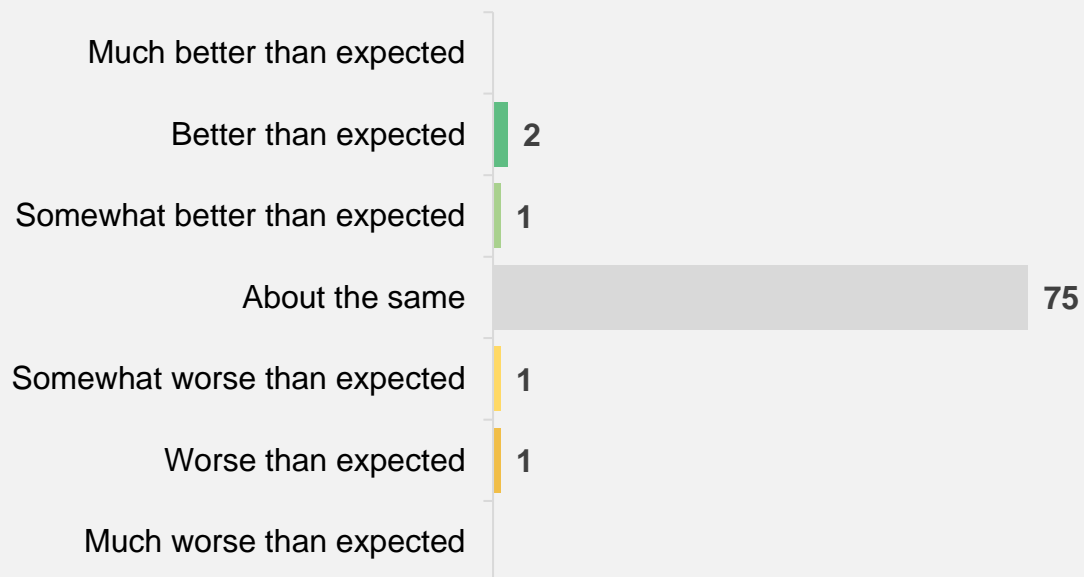 Much better than expected
Better than expected 2
Somewhat better than expected 1
About the same 75
Somewhat worse than expected 1
Worse than expected 1
Much worse than expected